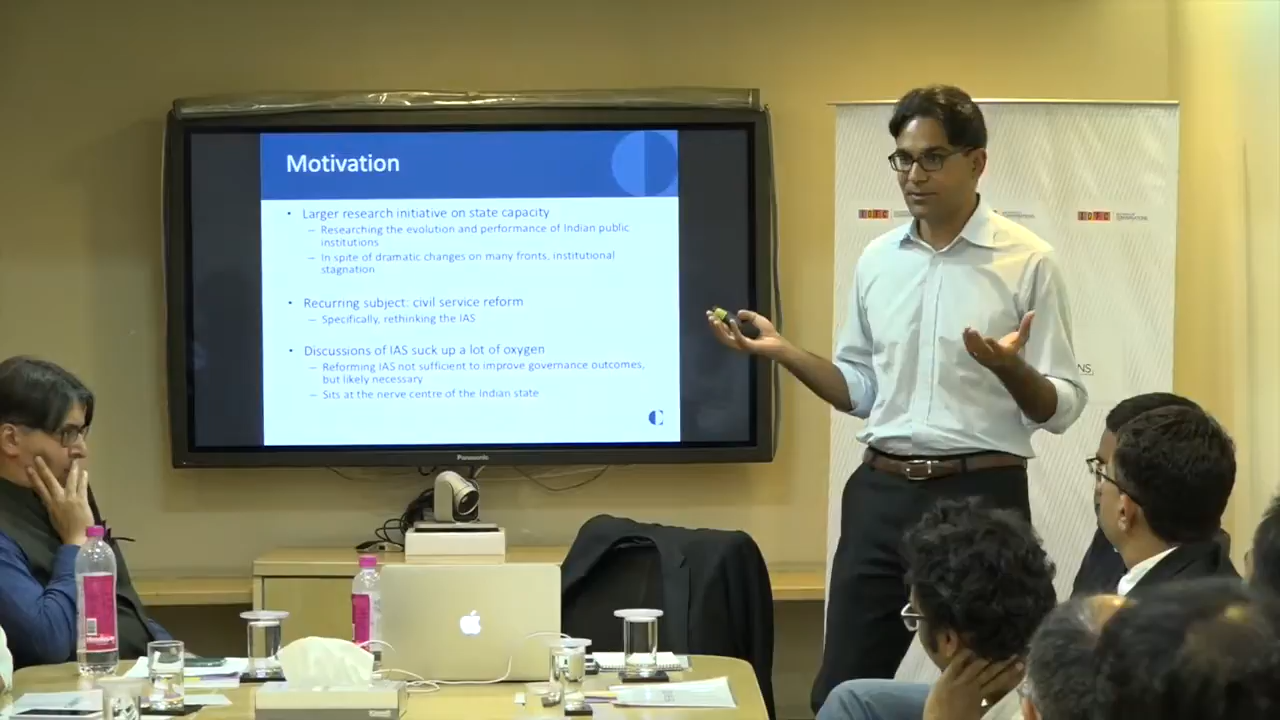 Motivation
• Larger research initiative on state capacity
– Researching the evolution and performance of Indian public
institutions
– In spite of dramatic changes on many fronts, institutional
stagnation
• Recurring subject: civil service reform
– Specifically, rethinking the IAS
• Discussions of IAS suck up a lot of oxygen
– Reforming IAS not sufficient to improve governance outcomes,
but likely necessary
– Sits at the nerve centre of the Indian state
Panasonic